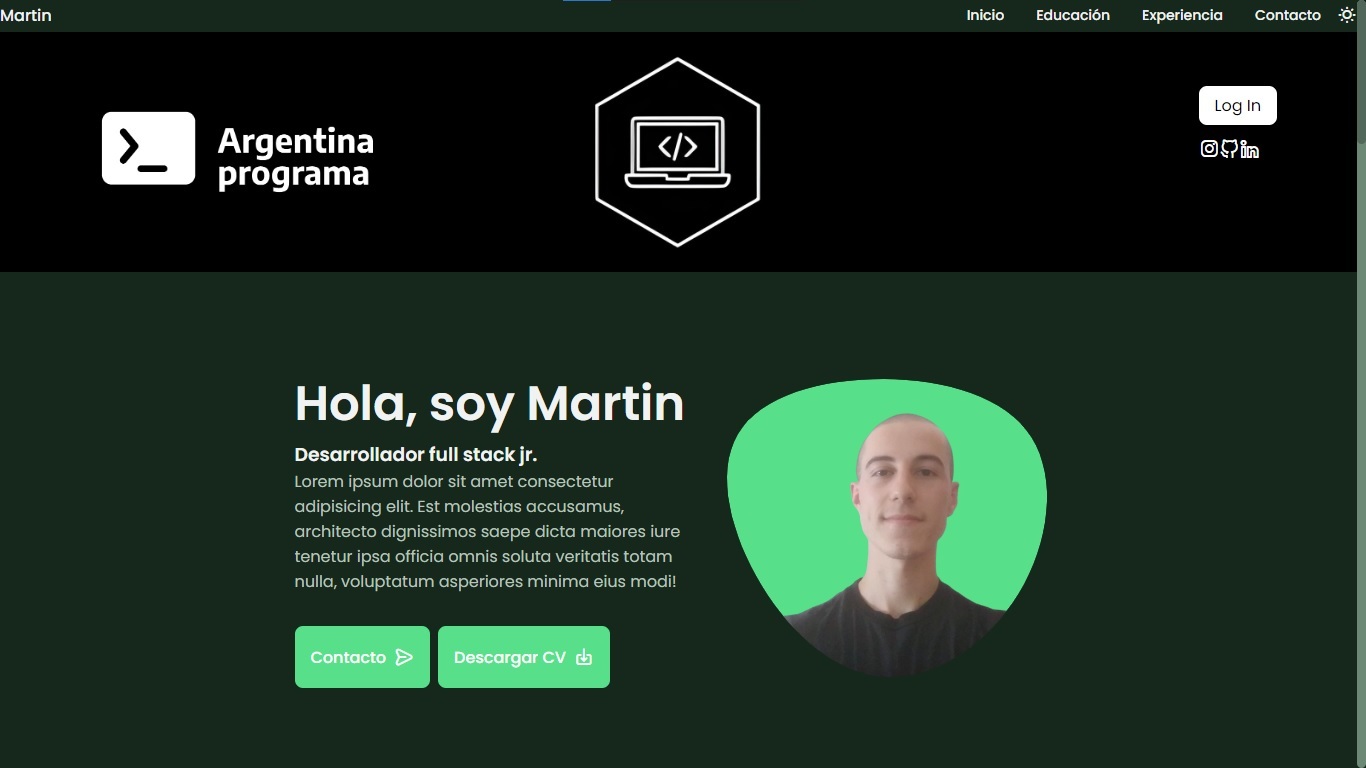 Martin
Inicio
Educación
Experiencia
Contacto
Argentina
programa
</>
Log In
Hola, soy Martin
Desarrollador full stack jr.
Lorem ipsum dolor sit amet consectetur
adipisicing elit. Est molestias accusamus,
architecto dignissimos saepe dicta maiores iure
tenetur ipsa officia omnis soluta veritatis totam
nulla, voluptatum asperiores minima eius modi!
Contacto
Descargar CV